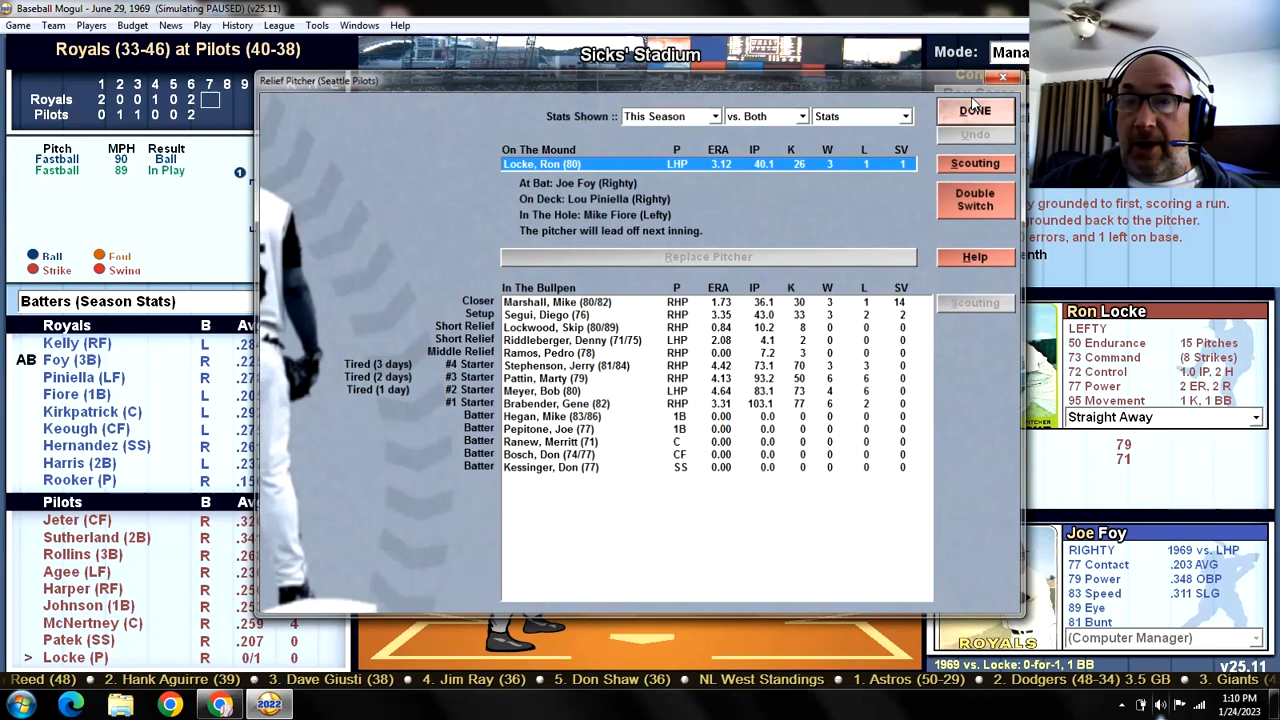 Baseball Mogul - June 29, 1969 (Simulating PAUSED) (v25.11)
Game Team Players Budget News Play History League Tools Windows Help
Royals (33-46) at Pilots (40-38)
Sicks' Stadium
Mode:
1 2 3 4 5 6 7 8 9
Royals 2 0 0 1 0 2
Pilots 0 1 1 0 0 2
Pitch MPH Result
Fastball 90 Ball
Fastball 89 In Play
1
Ball Foul
Strike Swing
Batters (Season Stats)
Royals B
Kelly (RF) L
AB Foy (3B) R
Piniella (LF) R
Fiore (1B) L
Kirkpatrick (C) L
Keough (CF) L
Hernandez (SS) R
Harris (2B) L
Rooker (P) R
Pilots B
Jeter (CF) R
Sutherland (2B) R
Rollins (3B) R
Agee (LF) R
Harper (RF) R
Johnson (1B) R
McNertney (C) R .259 4
Patek (SS) R .207 0
> Locke (P) R 0/1 0
Relief Pitcher (Seattle Pilots)
Stats Shown :: This Season vs. Both Stats
DONE
Undo
Scouting
Double Switch
Help
Scouting
On The Mound P ERA IP K W L SV
Locke, Ron (80) LHP 3.12 40.1 26 3 1 1
At Bat: Joe Foy (Righty)
On Deck: Lou Piniella (Righty)
In The Hole: Mike Fiore (Lefty)
The pitcher will lead off next inning.
Replace Pitcher
In The Bullpen P ERA IP K W L SV
Closer Marshall, Mike (80/82) RHP 1.73 36.1 30 3 1 14
Setup Segui, Diego (76) RHP 3.35 43.0 33 3 2 2
Short Relief Lockwood, Skip (80/89) RHP 0.84 10.2 8 0 0 0
Short Relief Riddleberger, Denny (71/75) LHP 2.08 4.1 2 0 0 0
Middle Relief Ramos, Pedro (78) RHP 0.00 7.2 3 0 0 0
Tired (3 days) #4 Starter Stephenson, Jerry (81/84) RHP 4.42 73.1 70 3 3 0
Tired (2 days) #3 Starter Pattin, Marty (79) RHP 4.13 93.2 50 6 6 0
Tired (1 day) #2 Starter Meyer, Bob (80) LHP 4.64 83.1 73 4 6 0
#1 Starter Brabender, Gene (82) RHP 3.31 103.1 77 6 2 0
Batter Hegan, Mike (83/86) 1B 0.00 0.0 0 0 0 0
Batter Pepitone, Joe (77) 1B 0.00 0.0 0 0 0 0
Batter Ranew, Merritt (71) C 0.00 0.0 0 0 0 0
Batter Bosch, Don (74/77) CF 0.00 0.0 0 0 0 0
Batter Kessinger, Don (77) SS 0.00 0.0 0 0 0 0
y grounded to first, scoring a run.
rounded back to the pitcher.
errors, and 1 left on base.
enth
Ron Locke
LEFTY
50 Endurance 15 Pitches
73 Command (8 Strikes)
72 Control 1.0 IP, 2 H
77 Power 2 ER, 2 R
95 Movement 1 K, 1 BB
Straight Away
79
71
Joe Foy
RIGHTY 1969 vs. LHP
77 Contact .203 AVG
79 Power .348 OBP
83 Speed .311 SLG
89 Eye
81 Bunt
(Computer Manager)
ROYALS
1969 vs. Locke: 0-for-1, 1 BB
v25.11
Reed (48) 2. Hank Aguirre (39) 3. Dave Giusti (38) 4. Jim Ray (36) 5. Don Shaw (36) NL West Standings 1. Astros (50-29) 2. Dodgers (48-34) 3.5 GB 3. Giants (4
2022
1:10 PM
1/24/2023